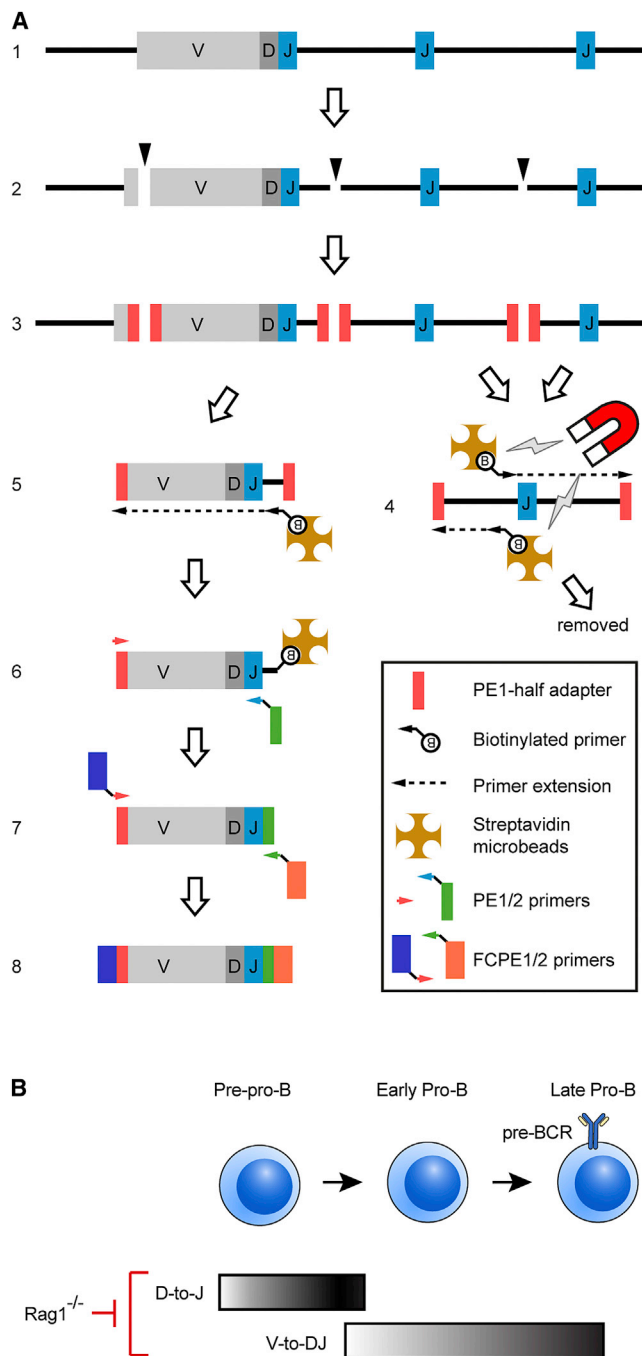 A
1 V D J J J
2 V D J J J
3 V D J J J
5 V D J B
4 B J B
removed
6 V D J B
7 V D J
8 V D J
PE1-half adapter
B Biotinylated primer
Primer extension
Streptavidin
microbeads
PE1/2 primers
FCPE1/2 primers
B
Pre-pro-B Early Pro-B Late Pro-B
pre-BCR
D-to-J
Rag1-/-
V-to-DJ